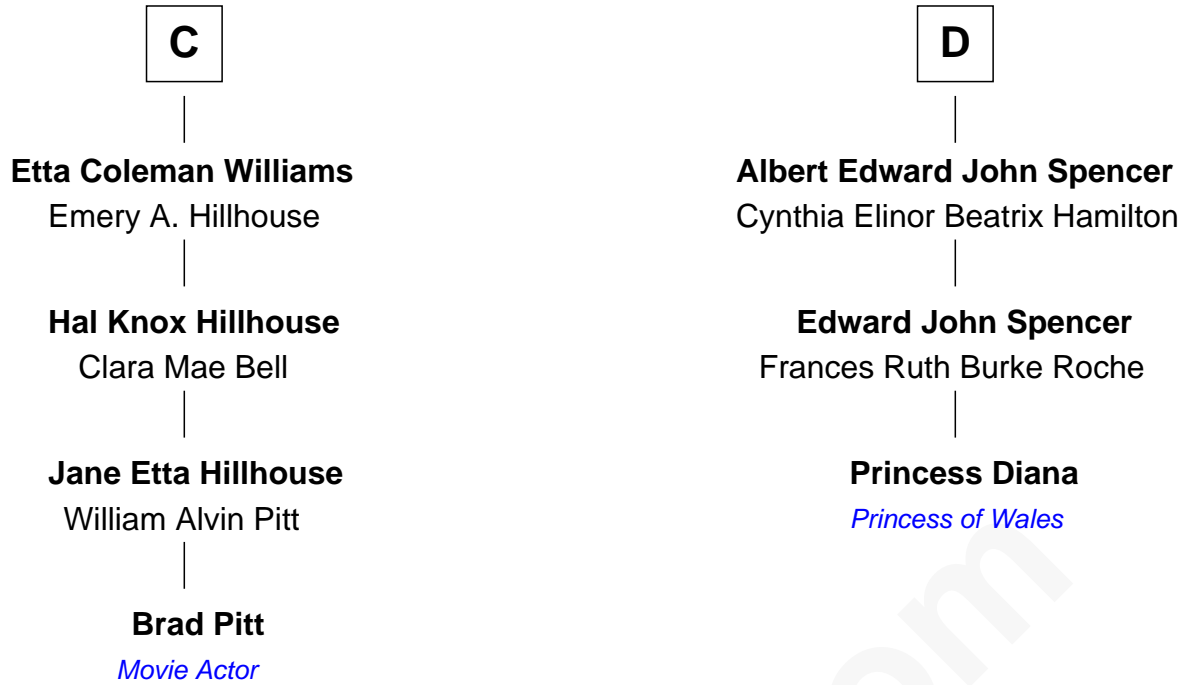 C
Etta Coleman Williams
Emery A. Hillhouse
Hal Knox Hillhouse
Clara Mae Bell
Jane Etta Hillhouse
William Alvin Pitt
Brad Pitt
Movie Actor
D
Albert Edward John Spencer
Cynthia Elinor Beatrix Hamilton
Edward John Spencer
Frances Ruth Burke Roche
Princess Diana
Princess of Wales
om